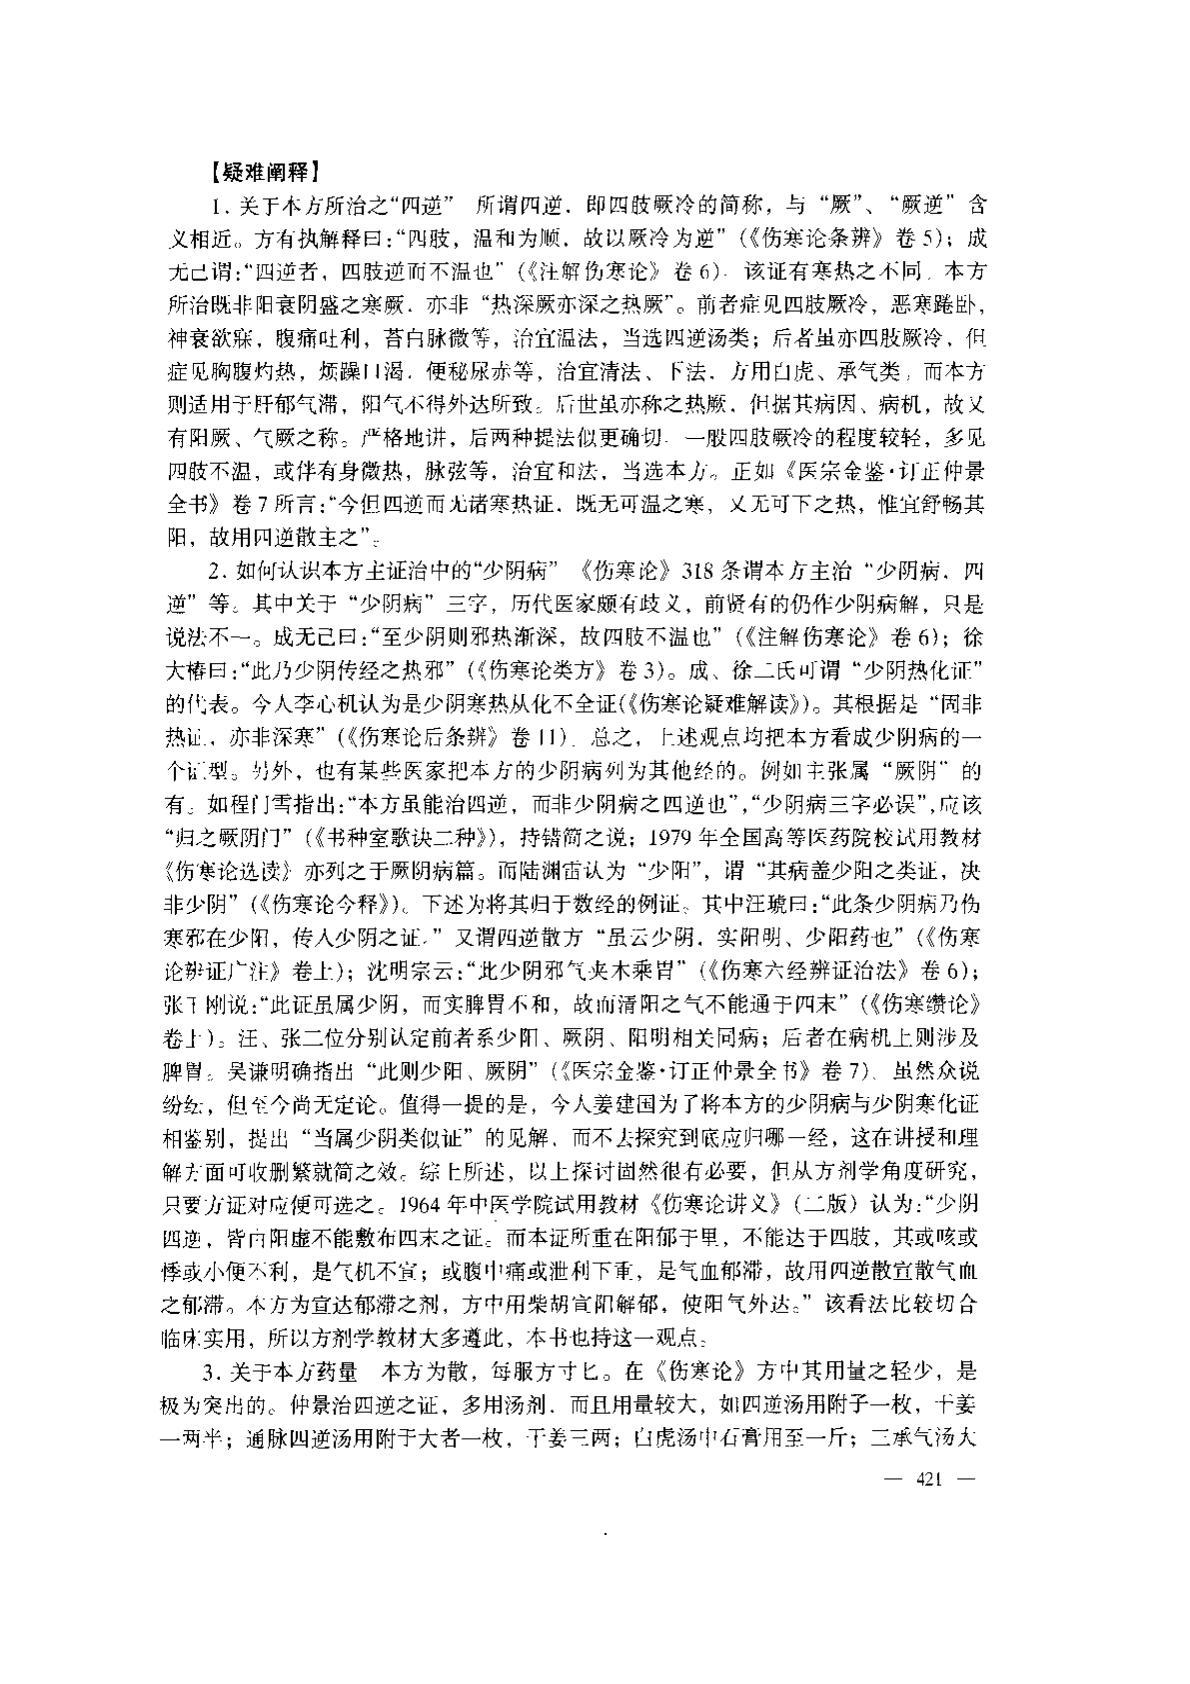 【疑难阐释】
1. 关于本方所治之“四逆” 所谓四逆，即四肢厥冷的简称，与“厥”、“厥逆”含
义相近。方有执解释曰：“四肢，温和为顺，故以厥冷为逆”（《伤寒论条辨》卷5）；成
无己谓：“四逆者，四肢逆而不温也”（《注解伤寒论》卷6）。该证有寒热之不同，本方
所治既非阳衰阴盛之寒厥，亦非“热深厥亦深之热厥”。前者症见四肢厥冷，恶寒踡卧，
神衰欲寐，腹痛吐利，苔白脉微等，治宜温法，当选四逆汤类；后者虽亦四肢厥冷，但
症见胸腹灼热，烦躁口渴，便秘尿赤等，治宜清法、下法，方用白虎、承气类，而本方
则适用于肝郁气滞，阳气不得外达所致。后世虽亦称之热厥，但据其病因、病机，故又
有阳厥、气厥之称。严格地讲，后两种提法似更确切。一般四肢厥冷的程度较轻，多见
四肢不温，或伴有身微热，脉弦等，治宜和法，当选本方。正如《医宗金鉴·订正仲景
全书》卷7所言：“今但四逆而无诸寒热证，既无可温之寒，又无可下之热，惟宜舒畅其
阳，故用四逆散主之”。
2. 如何认识本方主证治中的“少阴病” 《伤寒论》318条谓本方主治“少阴病，四
逆”等。其中关于“少阴病”三字，历代医家颇有歧义，前贤有的仍作少阴病解，只是
说法不一。成无己曰：“至少阴则邪热渐深，故四肢不温也”（《注解伤寒论》卷6）；徐
大椿曰：“此乃少阴传经之热邪”（《伤寒论类方》卷3）。成、徐二氏可谓“少阴热化证”
的代表。今人李心机认为是少阴寒热从化不全证(《伤寒论疑难解读》)。其根据是“固非
热证，亦非深寒”（《伤寒论后条辨》卷11）。总之，上述观点均把本方看成少阴病的一
个证型。另外，也有某些医家把本方的少阴病列为其他经的。例如主张属“厥阴”的
有。如程门雪指出：“本方虽能治四逆，而非少阴病之四逆也”，“少阴病三字必误”，应该
“归之厥阴门”（《书种室歌诀二种》），持错简之说；1979年全国高等医药院校试用教材
《伤寒论选读》亦列之于厥阴病篇。而陆渊雷认为“少阳”，谓“其病盖少阳之类证，决
非少阴”（《伤寒论今释》）。下述为将其归于数经的例证。其中汪琥曰：“此条少阴病乃伤
寒邪在少阳，传入少阴之证。”又谓四逆散方“虽云少阴，实阳明、少阳药也”（《伤寒
论辨证广注》卷上）；沈明宗云：“此少阴邪气夹木乘胃”（《伤寒六经辨证治法》卷6）；
张璐则说：“此证虽属少阴，而实脾胃不和，故而清阳之气不能通于四末”（《伤寒缵论》
卷上）。汪、张二位分别认定前者系少阳、厥阴、阳明相关同病；后者在病机上则涉及
脾胃。吴谦明确指出“此则少阳、厥阴”（《医宗金鉴·订正仲景全书》卷7）。虽然众说
纷纭，但至今尚无定论。值得一提的是，今人姜建国为了将本方的少阴病与少阴寒化证
相鉴别，提出“当属少阴类似证”的见解，而不去探究到底应归哪一经，这在讲授和理
解方面可收删繁就简之效。综上所述，以上探讨固然很有必要，但从方剂学角度研究，
只要方证对应便可选之。1964年中医学院试用教材《伤寒论讲义》（二版）认为：“少阴
四逆，皆由阳虚不能敷布四末之证。而本证所重在阳郁于里，不能达于四肢，其或咳或
悸或小便不利，是气机不宣；或腹中痛或泄利下重，是气血郁滞，故用四逆散宣散气血
之郁滞。本方为宣达郁滞之剂，方中用柴胡宣阳解郁，使阳气外达。”该看法比较切合
临床实用，所以方剂学教材大多遵此，本书也持这一观点。
3. 关于本方药量 本方为散，每服方寸匕。在《伤寒论》方中其用量之轻少，是
极为突出的。仲景治四逆之证，多用汤剂，而且用量较大，如四逆汤用附子一枚，干姜
一两半；通脉四逆汤用附子大者一枚，干姜三两；白虎汤中石膏用至一斤；三承气汤大
— 421 —